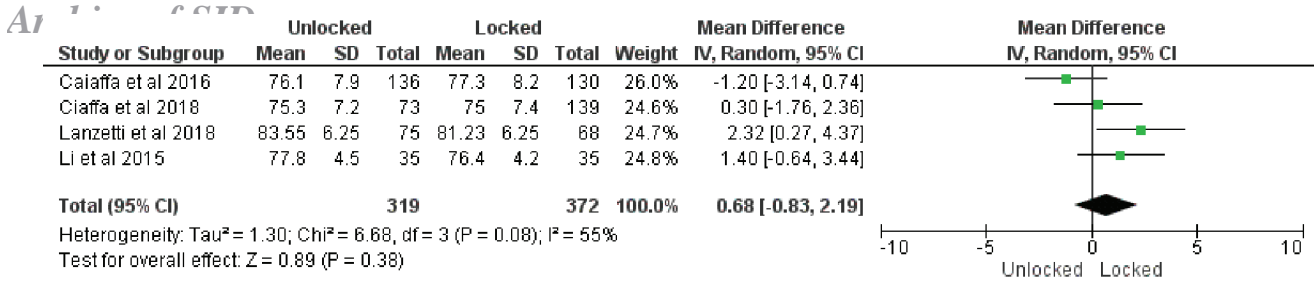 Unlocked Locked Mean Difference Mean Difference
Study or Subgroup Mean SD Total Mean SD Total Weight IV, Random, 95% CI IV, Random, 95% CI
Caiaffa et al 2016 76.1 7.9 136 77.3 8.2 130 26.0% -1.20 [-3.14, 0.74]
Ciaffa et al 2018 75.3 7.2 73 75 7.4 139 24.6% 0.30 [-1.76, 2.36]
Lanzetti et al 2018 83.55 6.25 75 81.23 6.25 68 24.7% 2.32 [0.27, 4.37]
Li et al 2015 77.8 4.5 35 76.4 4.2 35 24.8% 1.40 [-0.64, 3.44]
Total (95% CI) 319 372 100.0% 0.68 [-0.83, 2.19]
Heterogeneity: Tau² = 1.30; Chi² = 6.68, df = 3 (P = 0.08); I² = 55%
Test for overall effect: Z = 0.89 (P = 0.38)
-10 -5 0 5 10
Unlocked Locked